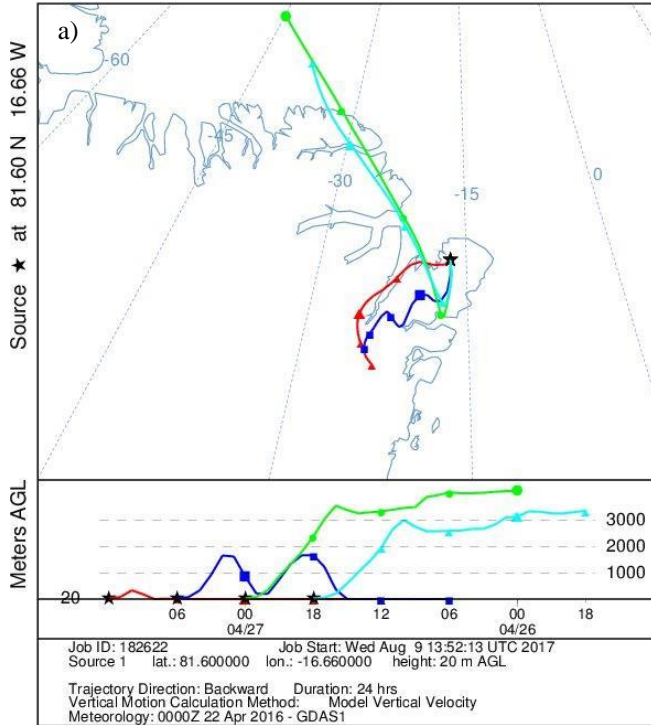 a)
-60
-45
-30
-15
0
Source ★ at 81.60 N 16.66 W
Meters AGL
3000
2000
1000
20
06 00 18 12 06 00 18
04/27 04/26
Job ID: 182622 Job Start: Wed Aug 9 13:52:13 UTC 2017
Source 1 lat.: 81.600000 lon.: -16.660000 height: 20 m AGL
Trajectory Direction: Backward Duration: 24 hrs
Vertical Motion Calculation Method: Model Vertical Velocity
Meteorology: 0000Z 22 Apr 2016 - GDAS1